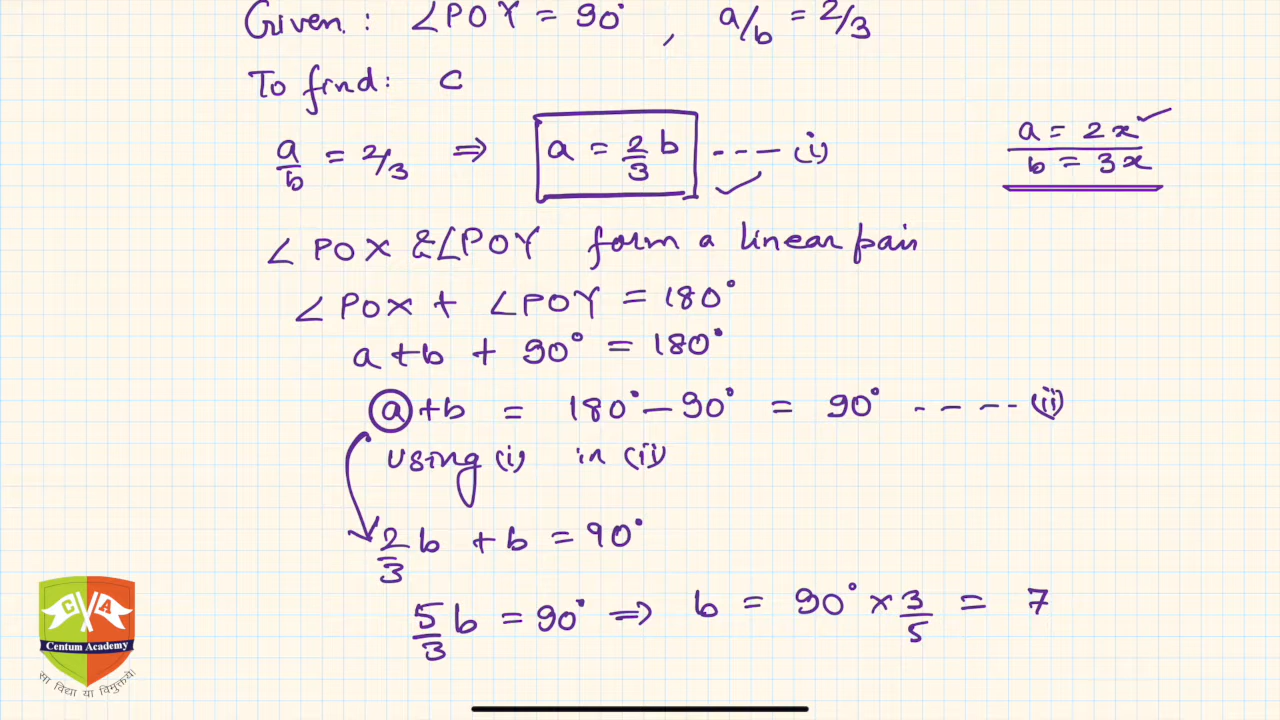 Given: ∠POY = 90°, a/b = 2/3
To find: C
a/b = 2/3 ⇒ a = 2/3 b ---- (i)
a = 2x
b = 3x
∠POX & ∠POY form a linear pair
∠POX + ∠POY = 180°
a + b + 90° = 180°
a + b = 180° - 90° = 90° ---- (ii)
using (i) in (ii)
2/3 b + b = 90°
5/3 b = 90° ⇒ b = 90° × 3/5 = 7
CA
Centum Academy
सा विद्या या विमुक्तये।